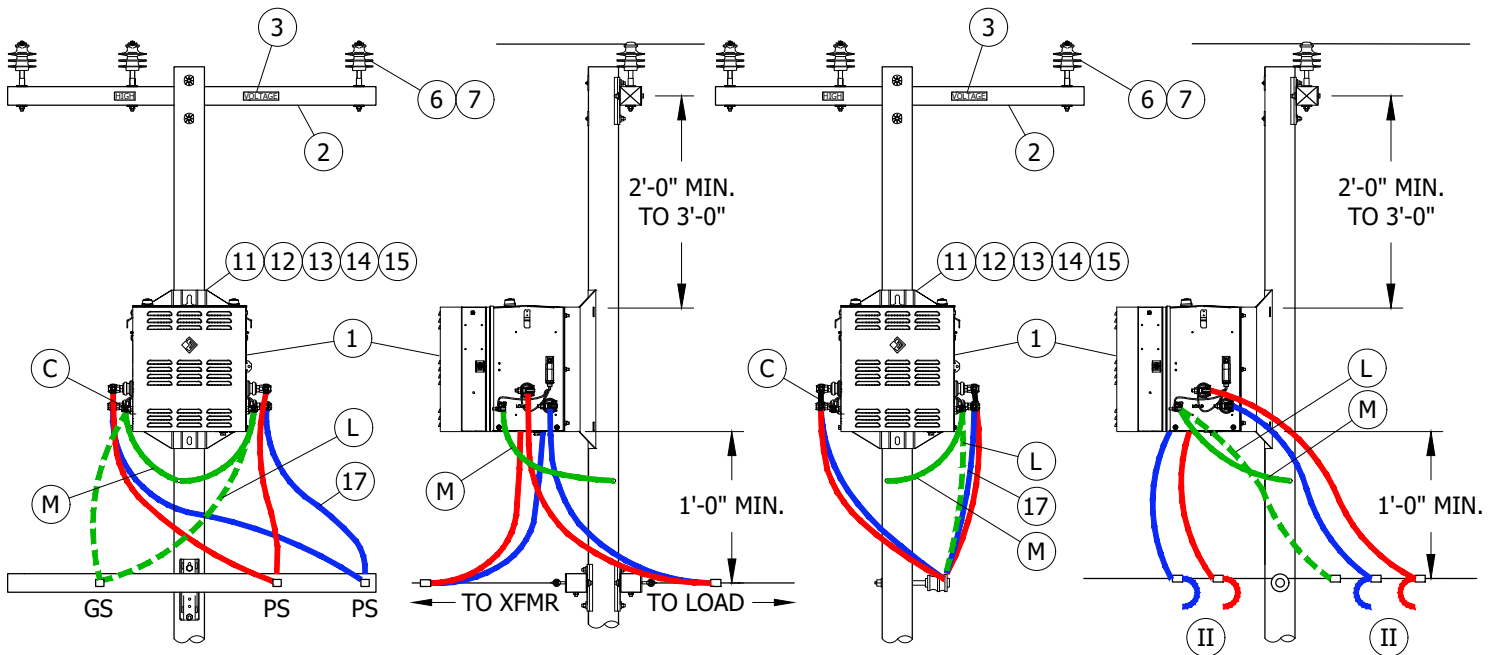 3
3
6 7
6 7
HIGH
VOLTAGE
HIGH
VOLTAGE
2
2
2'-0" MIN.
TO 3'-0"
2'-0" MIN.
TO 3'-0"
11 12 13 14 15
11 12 13 14 15
1
1
C
C
L
L
M
L
M
M
17
1'-0" MIN.
17
1'-0" MIN.
M
M
GS
PS
PS
TO XFMR
TO LOAD
II
II